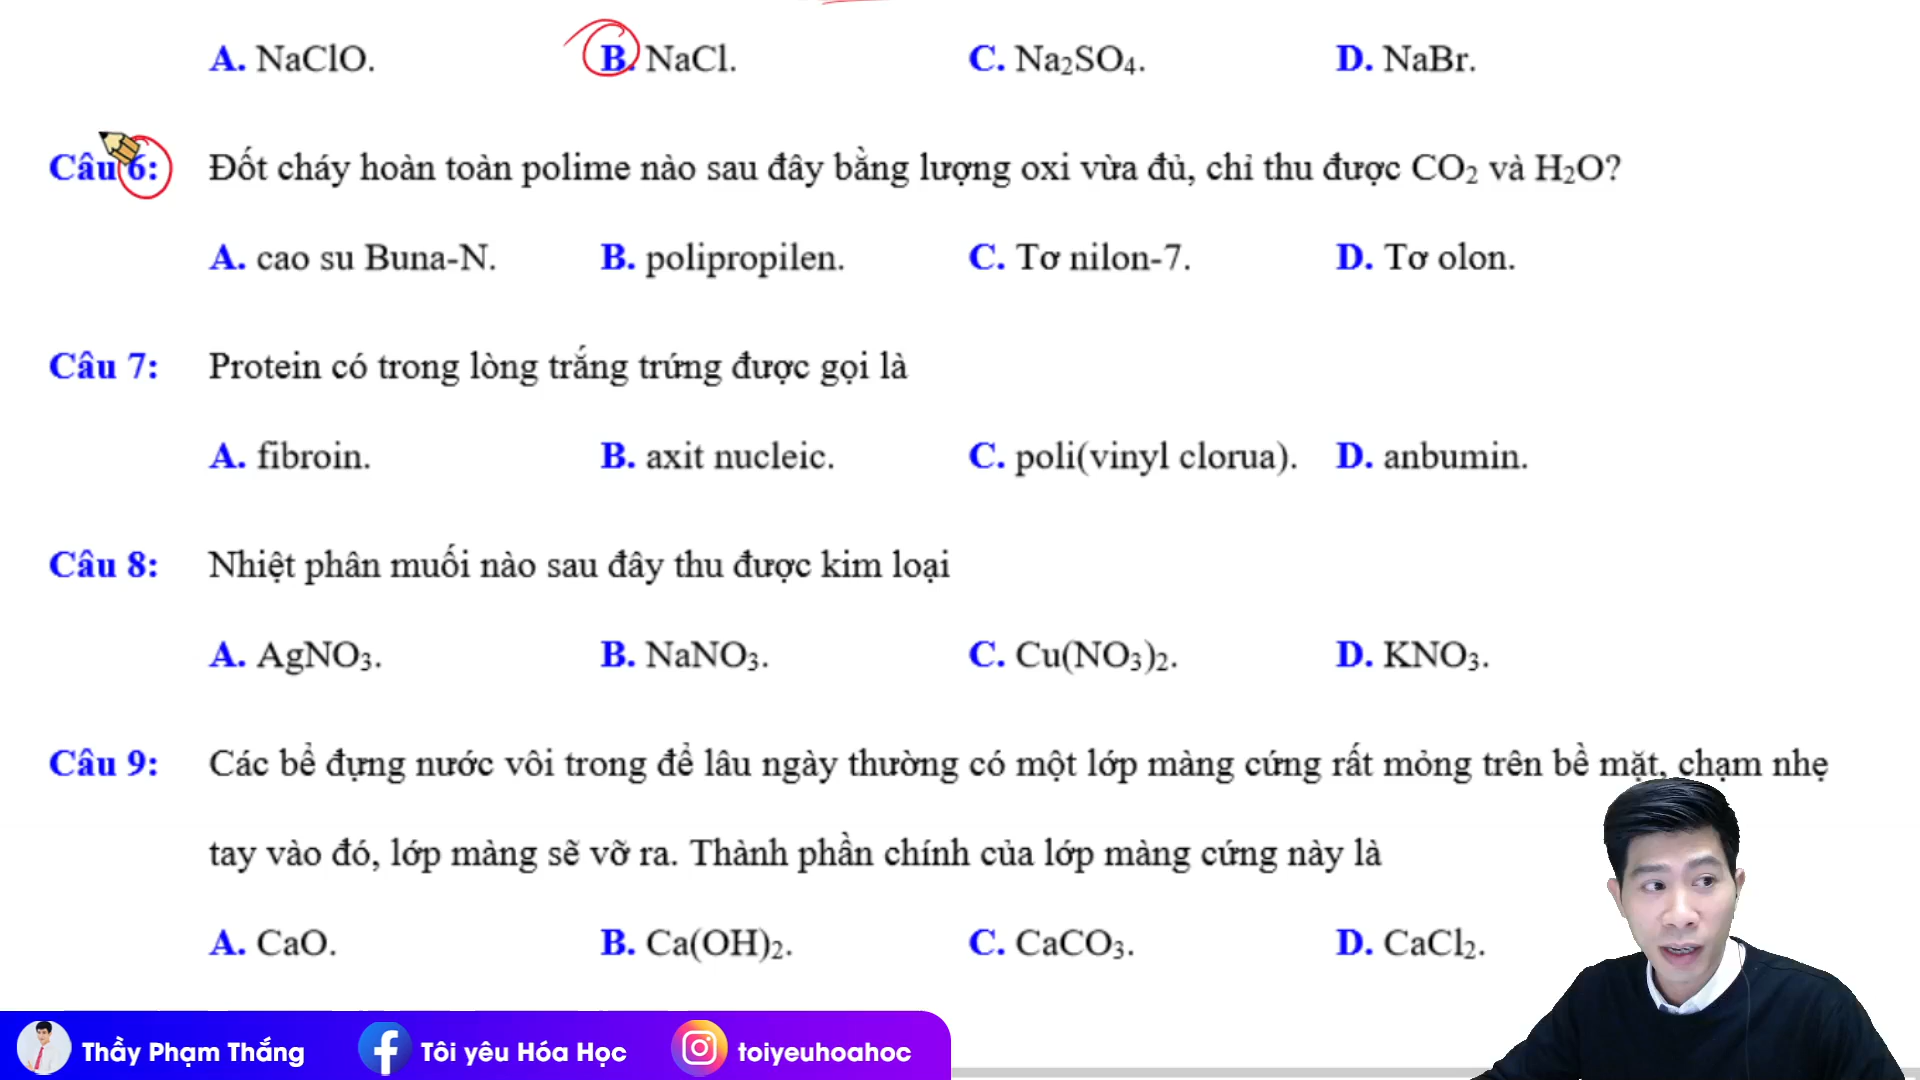 A. NaClO. B. NaCl. C. Na₂SO₄. D. NaBr.
Câu 6: Đốt cháy hoàn toàn polime nào sau đây bằng lượng oxi vừa đủ, chỉ thu được CO₂ và H₂O?
A. cao su Buna-N. B. polipropilen. C. Tơ nilon-7. D. Tơ olon.
Câu 7: Protein có trong lòng trắng trứng được gọi là
A. fibroin. B. axit nucleic. C. poli(vinyl clorua). D. anbumin.
Câu 8: Nhiệt phân muối nào sau đây thu được kim loại
A. AgNO₃. B. NaNO₃. C. Cu(NO₃)₂. D. KNO₃.
Câu 9: Các bể đựng nước vôi trong để lâu ngày thường có một lớp màng cứng rất mỏng trên bề mặt, chạm nhẹ
tay vào đó, lớp màng sẽ vỡ ra. Thành phần chính của lớp màng cứng này là
A. CaO. B. Ca(OH)₂. C. CaCO₃. D. CaCl₂.
Thầy Phạm Thắng Tôi yêu Hóa Học toiyeuhoahoc